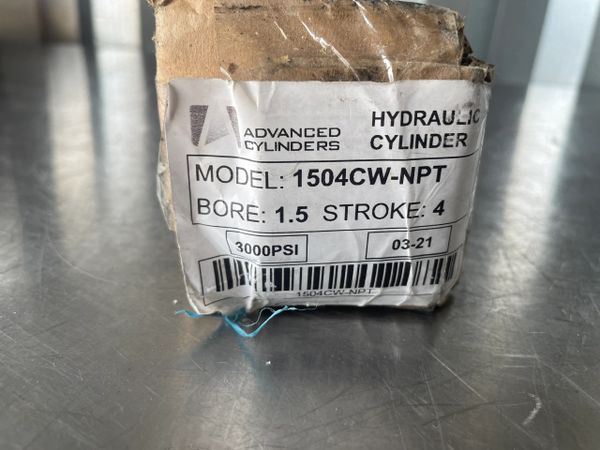 ADVANCED
CYLINDERS
HYDRAULIC
CYLINDER
MODEL: 1504CW-NPT
BORE: 1.5 STROKE: 4
3000PSI
03-21
1504CW-NPT